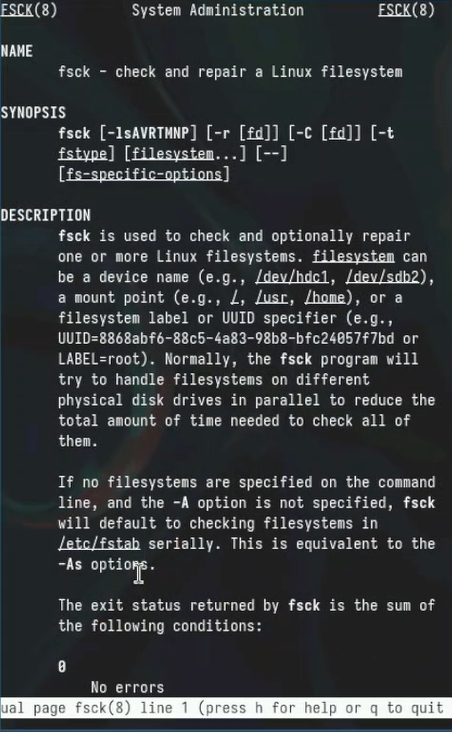 FSCK(8) System Administration FSCK(8)
NAME
fsck - check and repair a Linux filesystem
SYNOPSIS
fsck [-lsAVRTMNP] [-r [fd]] [-C [fd]] [-t
fstype] [filesystem...] [--]
[fs-specific-options]
DESCRIPTION
fsck is used to check and optionally repair
one or more Linux filesystems. filesystem can
be a device name (e.g., /dev/hdc1, /dev/sdb2),
a mount point (e.g., /, /usr, /home), or a
filesystem label or UUID specifier (e.g.,
UUID=8868abf6-88c5-4a83-98b8-bfc24057f7bd or
LABEL=root). Normally, the fsck program will
try to handle filesystems on different
physical disk drives in parallel to reduce the
total amount of time needed to check all of
them.
If no filesystems are specified on the command
line, and the -A option is not specified, fsck
will default to checking filesystems in
/etc/fstab serially. This is equivalent to the
-As options.
The exit status returned by fsck is the sum of
the following conditions:
0
No errors
ual page fsck(8) line 1 (press h for help or q to quit